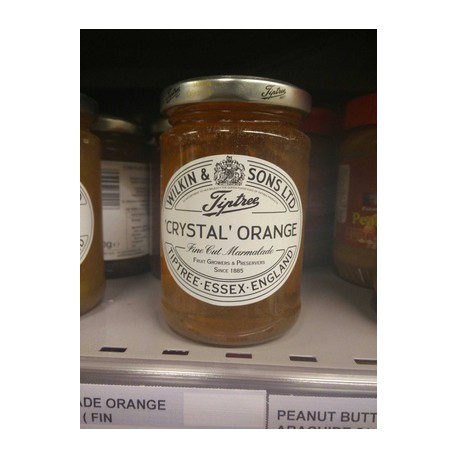 Tiptree
WILKIN & SONS LTD
Tiptree
'CRYSTAL' ORANGE
Fine Cut Marmalade
FRUIT GROWERS & PRESERVERS
SINCE 1885
TIPTREE · ESSEX · ENGLAND
ADE ORANGE
( FIN
PEANUT BUTT